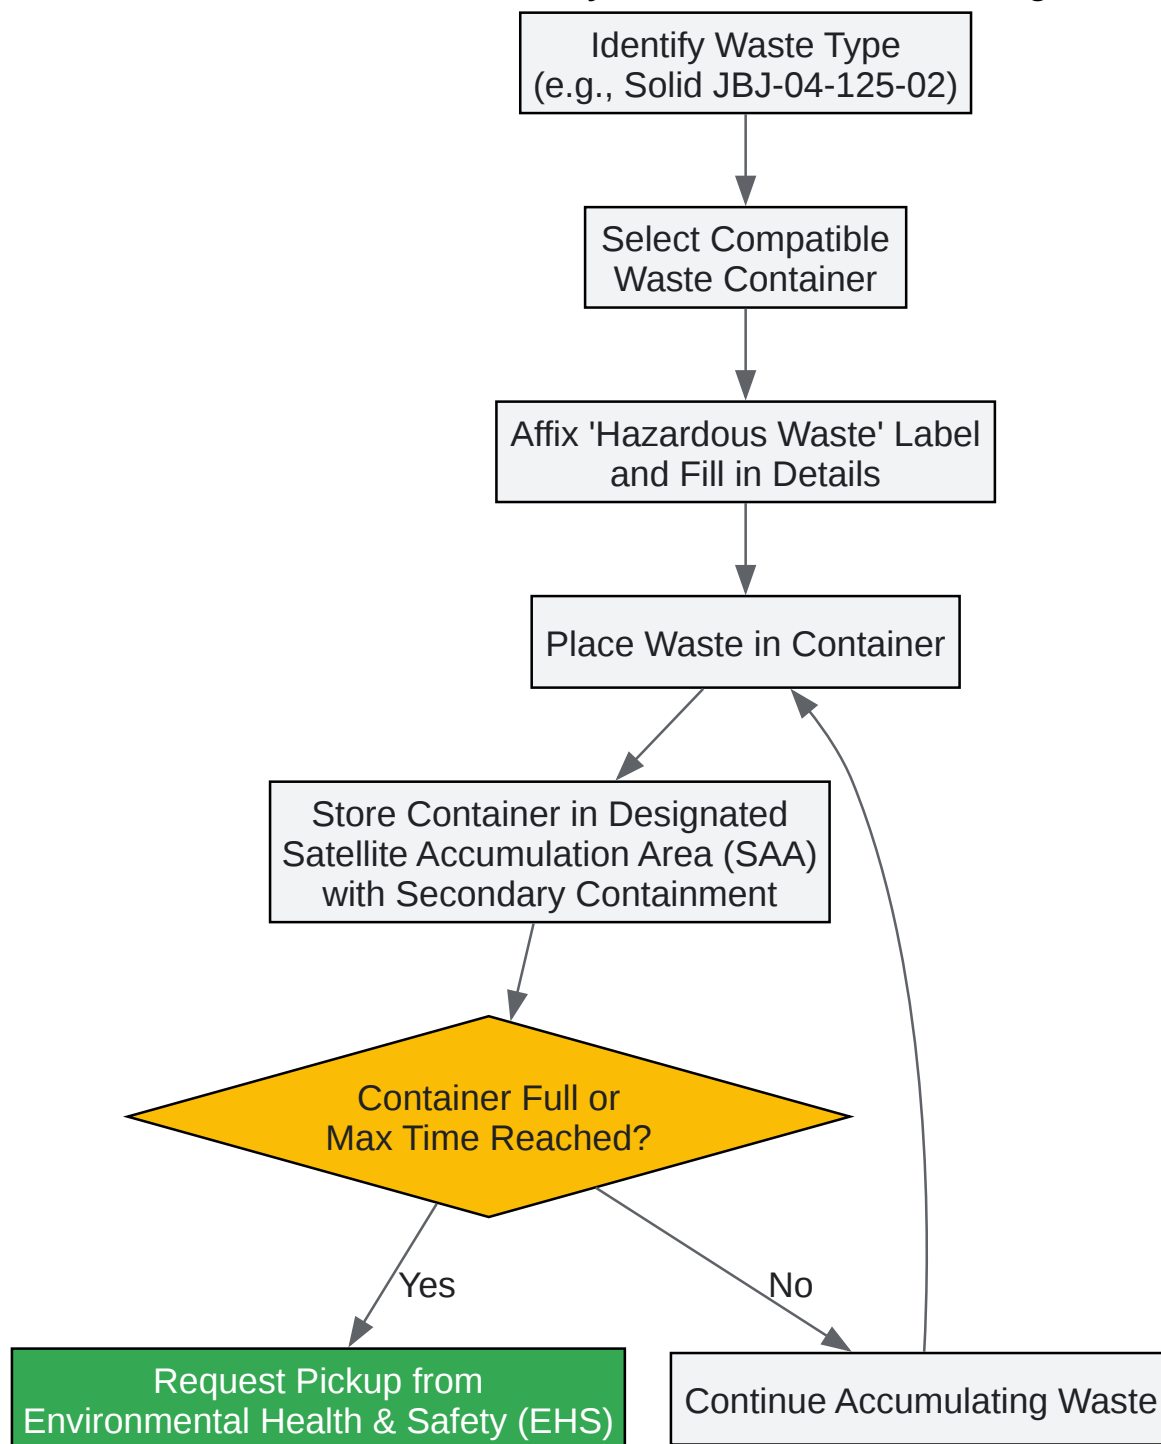 Identify Waste Type
(e.g., Solid JBJ-04-125-02)
Select Compatible
Waste Container
Affix 'Hazardous Waste' Label
and Fill in Details
Place Waste in Container
Store Container in Designated
Satellite Accumulation Area (SAA)
with Secondary Containment
Container Full or
Max Time Reached?
Yes
No
Request Pickup from
Environmental Health & Safety (EHS)
Continue Accumulating Waste